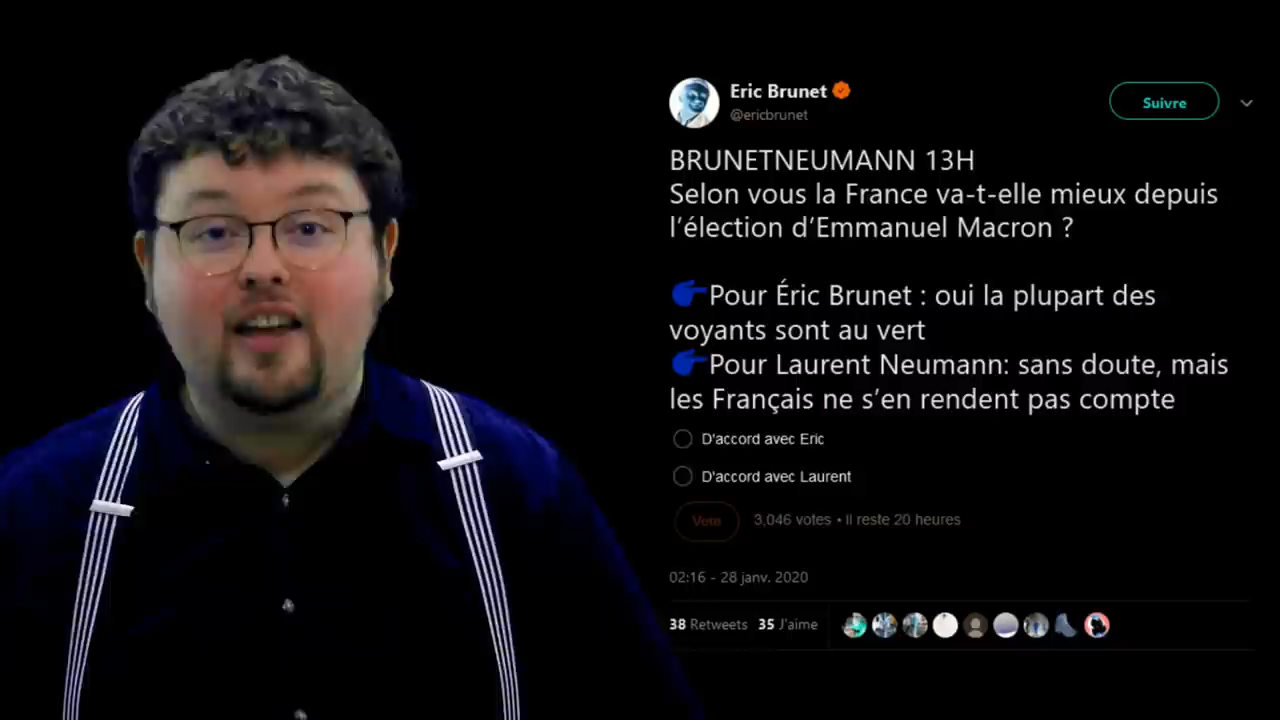 Eric Brunet
@ericbrunet
Suivre
BRUNETNEUMANN 13H
Selon vous la France va-t-elle mieux depuis
l’élection d’Emmanuel Macron ?
Pour Éric Brunet : oui la plupart des
voyants sont au vert
Pour Laurent Neumann: sans doute, mais
les Français ne s’en rendent pas compte
D'accord avec Eric
D'accord avec Laurent
Vote
3,046 votes • Il reste 20 heures
02:16 - 28 janv. 2020
38 Retweets 35 J'aime